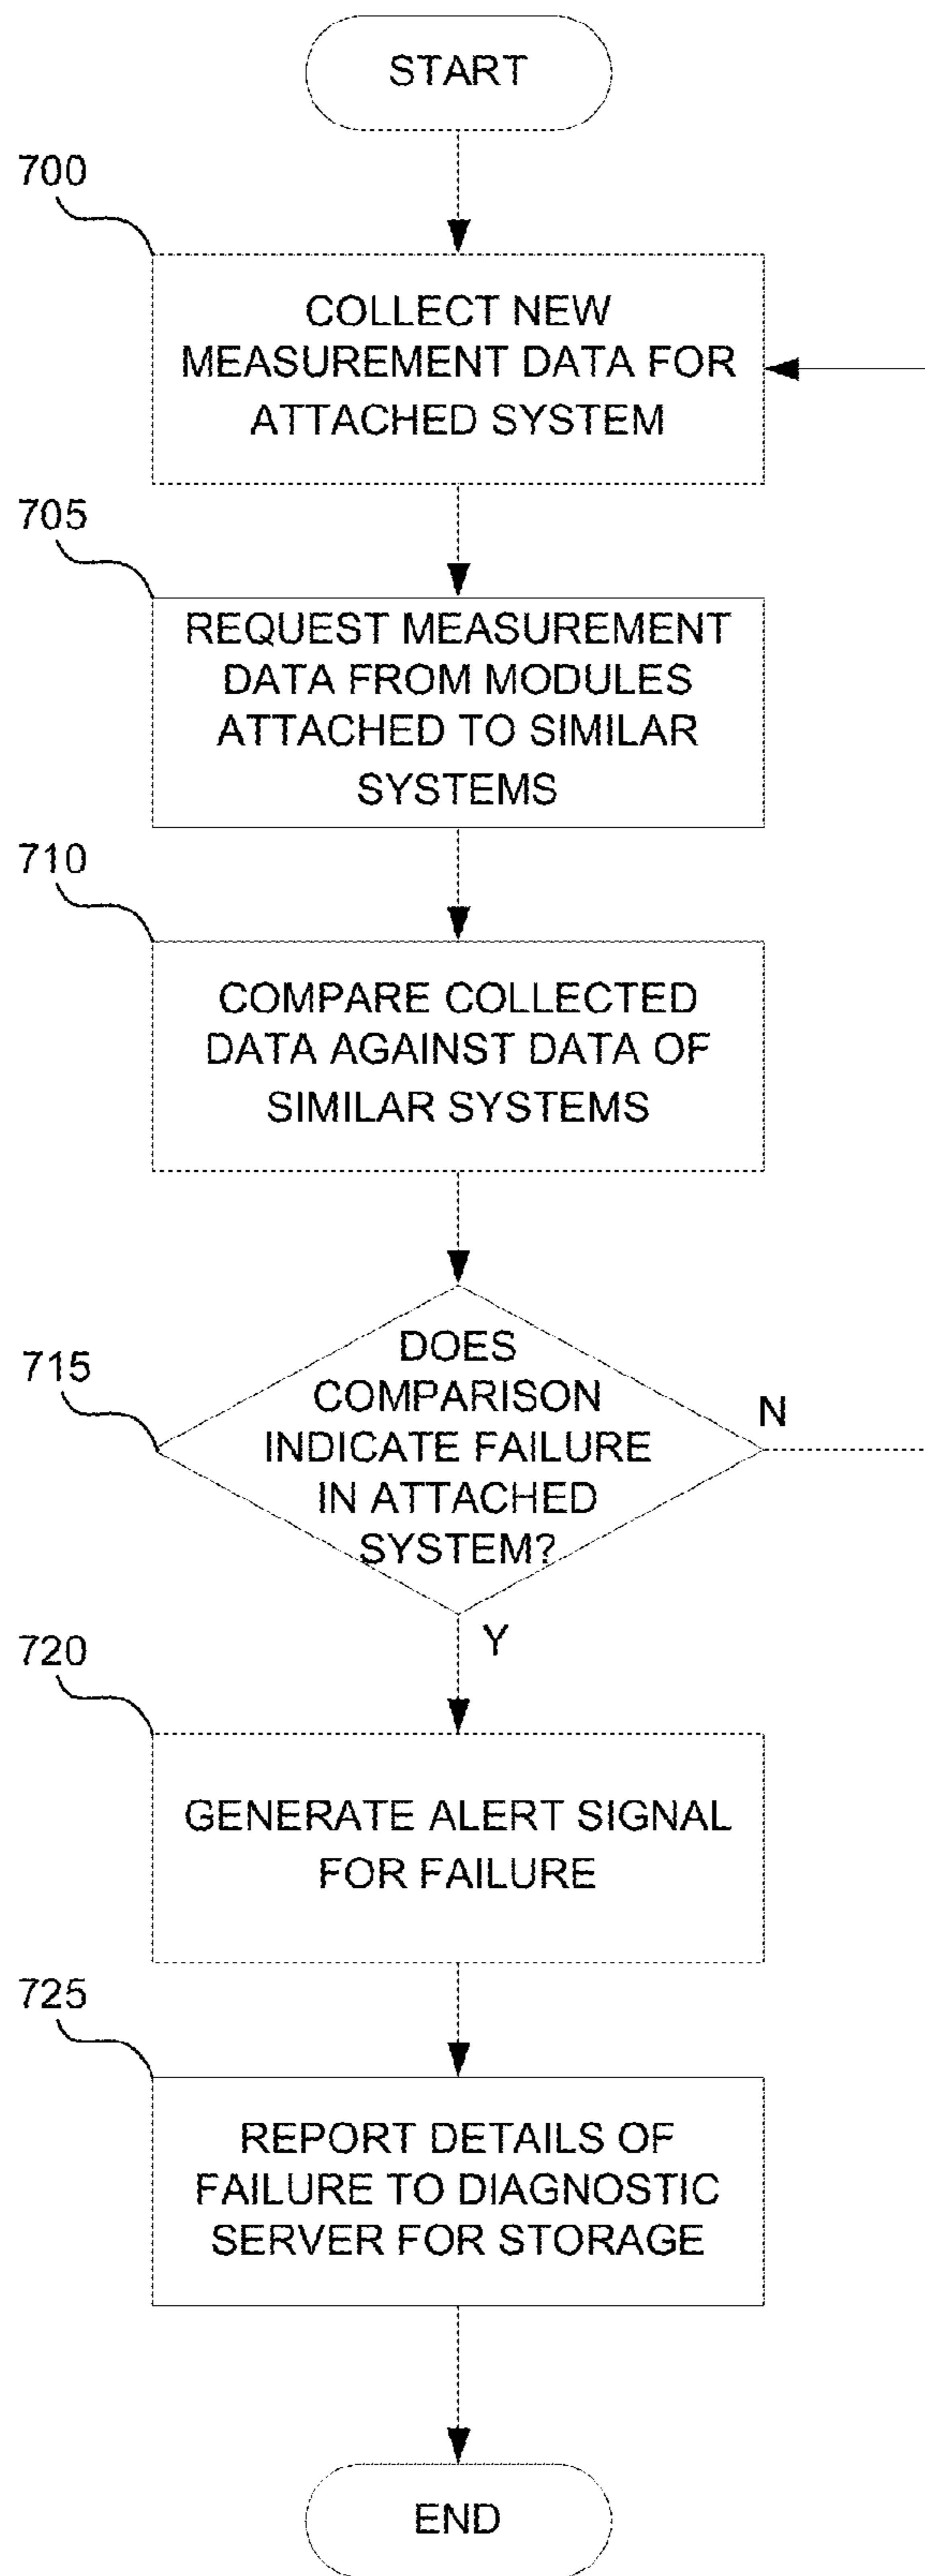 START
700
COLLECT NEW
MEASUREMENT DATA FOR
ATTACHED SYSTEM
705
REQUEST MEASUREMENT
DATA FROM MODULES
ATTACHED TO SIMILAR
SYSTEMS
710
COMPARE COLLECTED
DATA AGAINST DATA OF
SIMILAR SYSTEMS
715
DOES
COMPARISON
INDICATE FAILURE
IN ATTACHED
SYSTEM?
N
Y
720
GENERATE ALERT SIGNAL
FOR FAILURE
725
REPORT DETAILS OF
FAILURE TO DIAGNOSTIC
SERVER FOR STORAGE
END